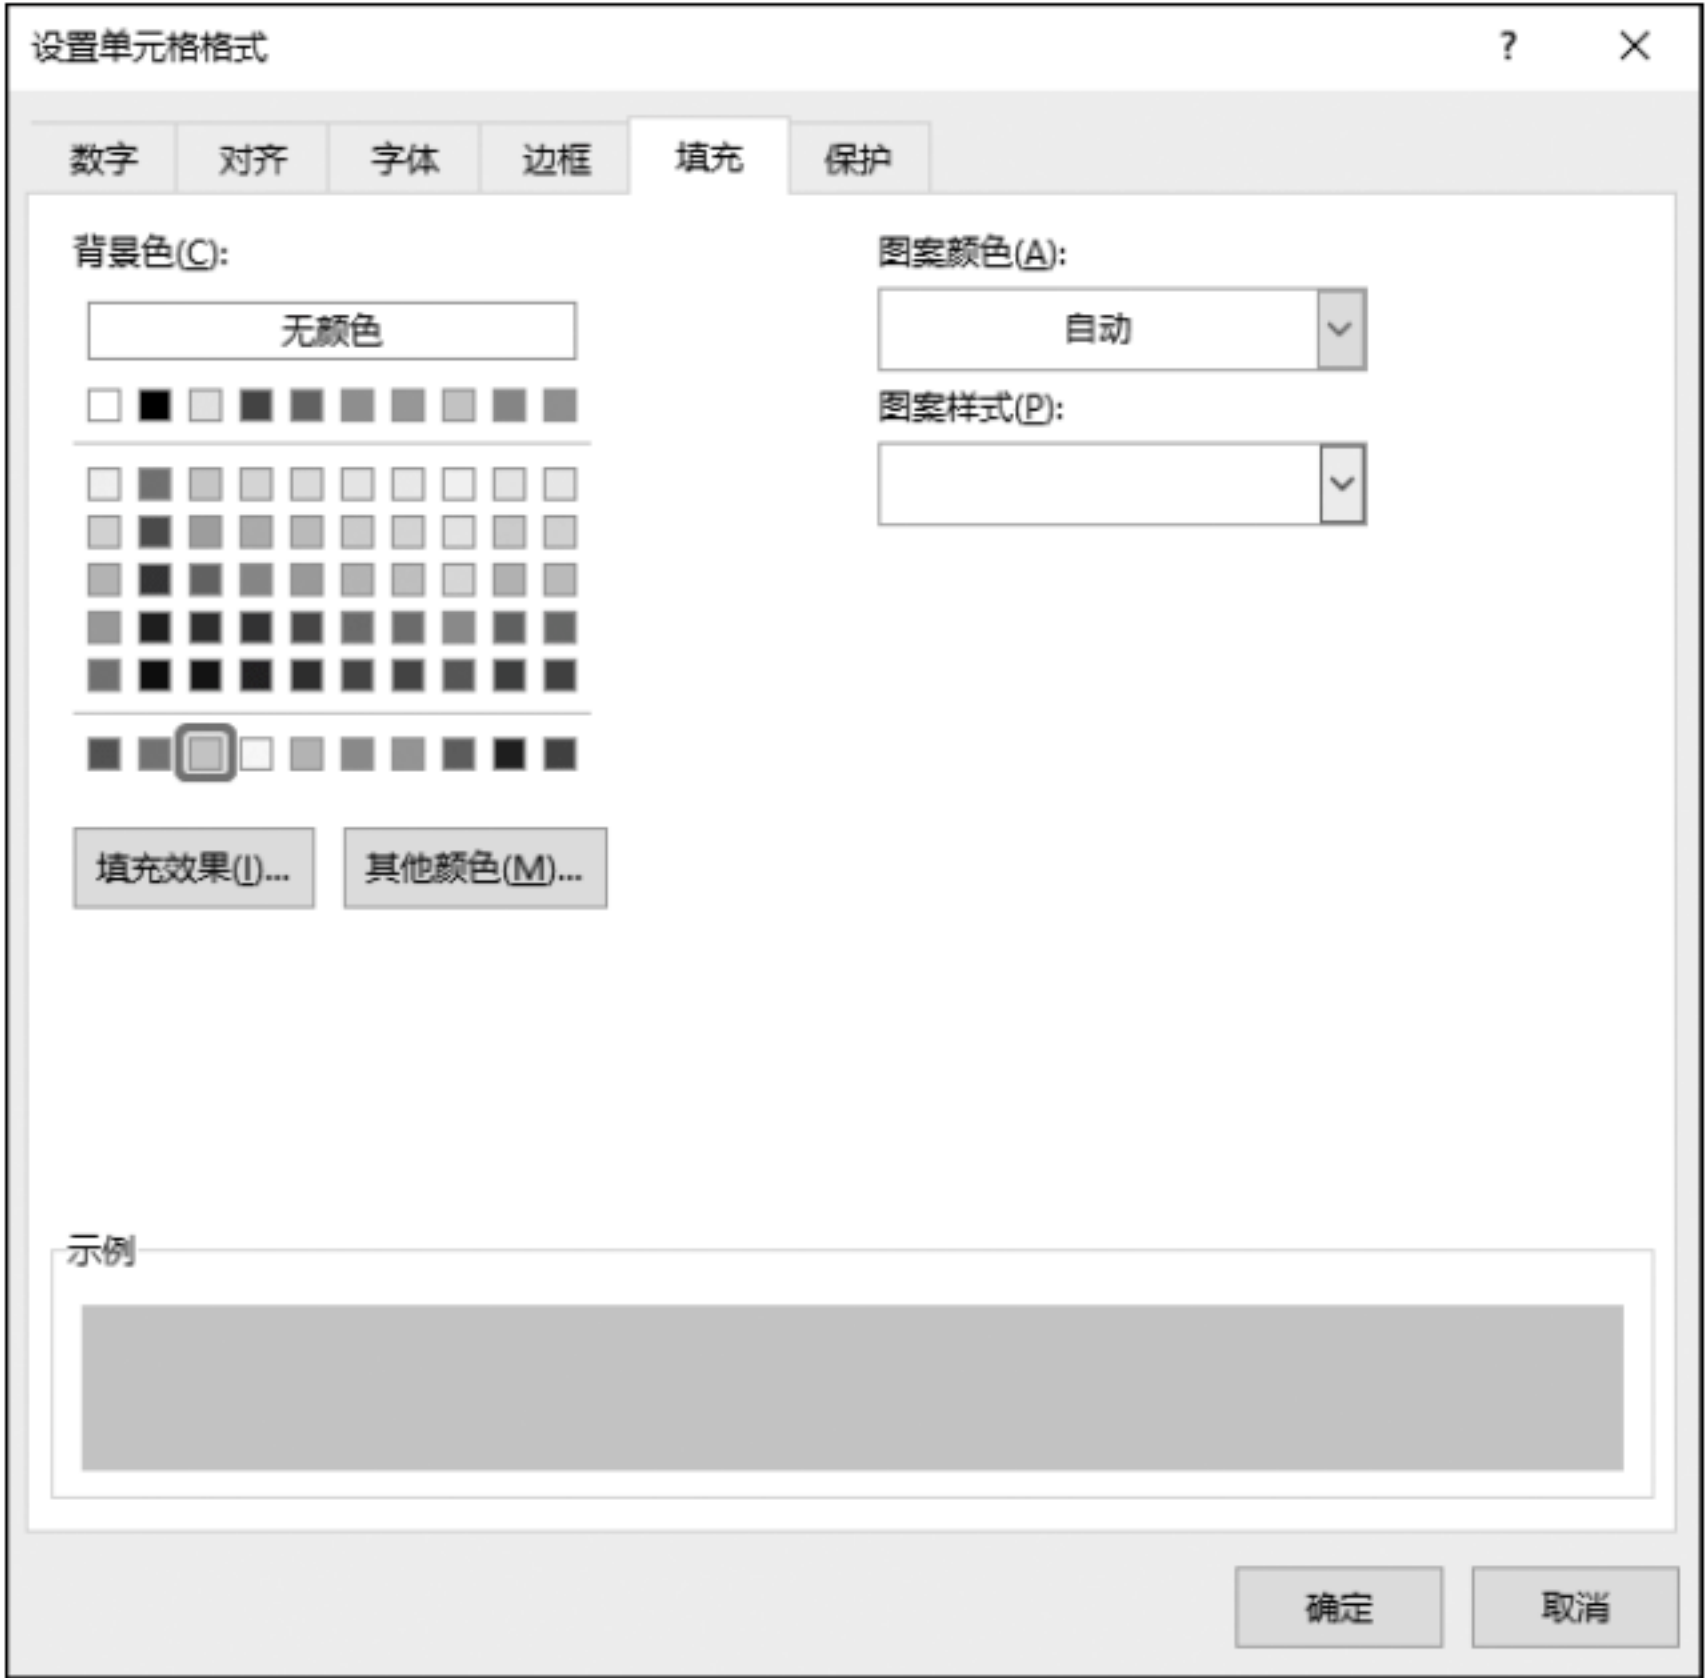 设置单元格格式 ? ×
数字 对齐 字体 边框 填充 保护
背景色(C):
无颜色
填充效果(I)... 其他颜色(M)...
图案颜色(A):
自动
图案样式(P):
示例
确定 取消